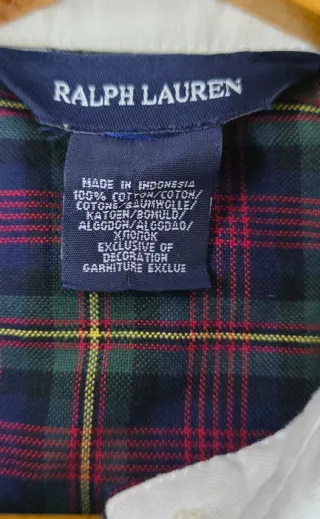 RALPH LAUREN
MADE IN INDONESIA
100% COTTON/COTON/
COTONE/BAUMWOLLE/
KATOEN/BOMULD/
ALGODON/ALGODAO/
ХЛОПОК
EXCLUSIVE OF
DECORATION
GARNITURE EXCLUE